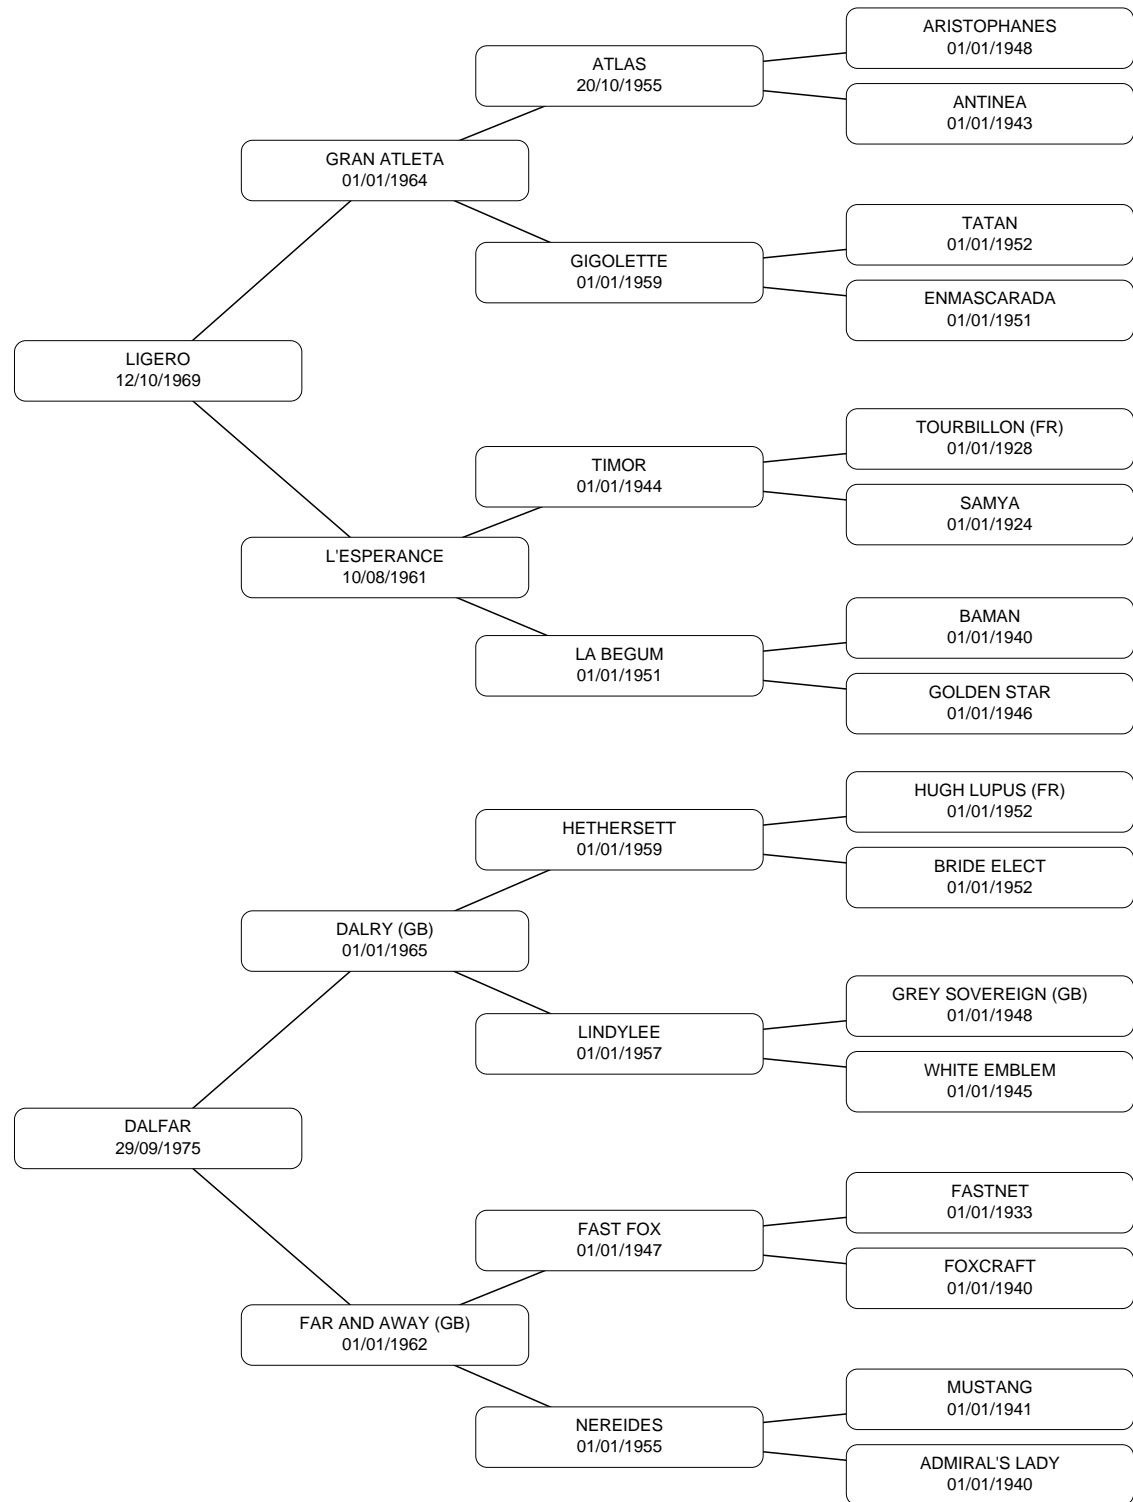 ARISTOPHANES
01/01/1948
ATLAS
20/10/1955
ANTINEA
01/01/1943
GRAN ATLETA
01/01/1964
TATAN
01/01/1952
GIGOLETTE
01/01/1959
ENMASCARADA
01/01/1951
LIGERO
12/10/1969
TOURBILLON (FR)
01/01/1928
TIMOR
01/01/1944
SAMYA
01/01/1924
L'ESPERANCE
10/08/1961
BAMAN
01/01/1940
LA BEGUM
01/01/1951
GOLDEN STAR
01/01/1946
HUGH LUPUS (FR)
01/01/1952
HETHERSETT
01/01/1959
BRIDE ELECT
01/01/1952
DALRY (GB)
01/01/1965
GREY SOVEREIGN (GB)
01/01/1948
LINDYLEE
01/01/1957
WHITE EMBLEM
01/01/1945
DALFAR
29/09/1975
FASTNET
01/01/1933
FAST FOX
01/01/1947
FOXCRAFT
01/01/1940
FAR AND AWAY (GB)
01/01/1962
MUSTANG
01/01/1941
NEREIDES
01/01/1955
ADMIRAL'S LADY
01/01/1940